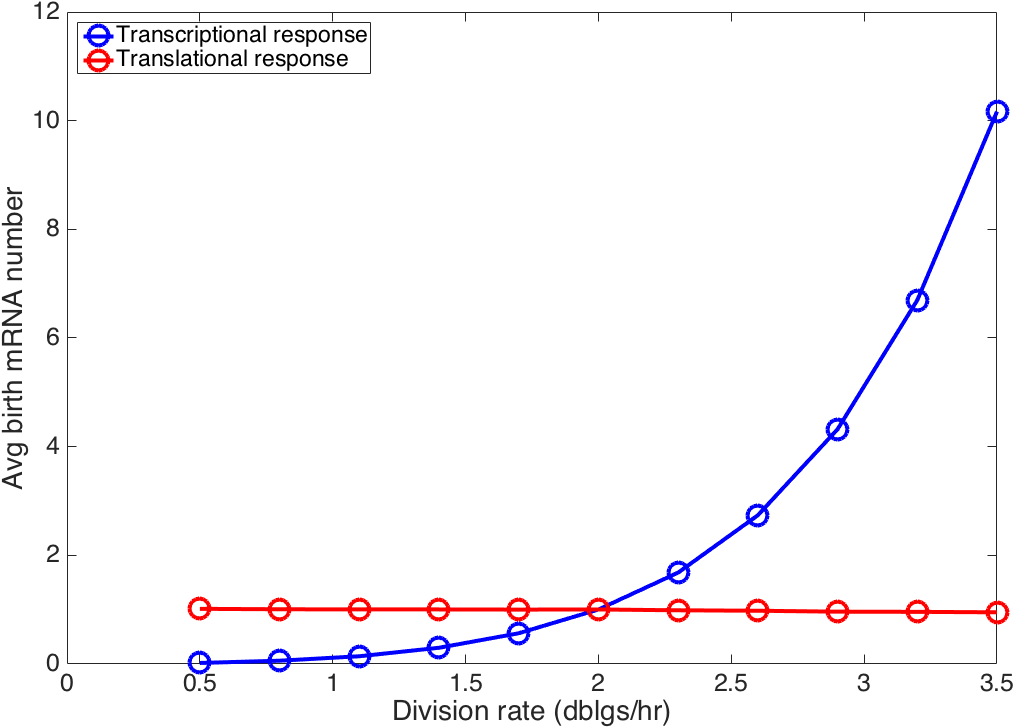 12
10
8
6
4
2
0
Avg birth mRNA number
Transcriptional response
Translational response
0 0.5 1 1.5 2 2.5 3 3.5
Division rate (dblgs/hr)